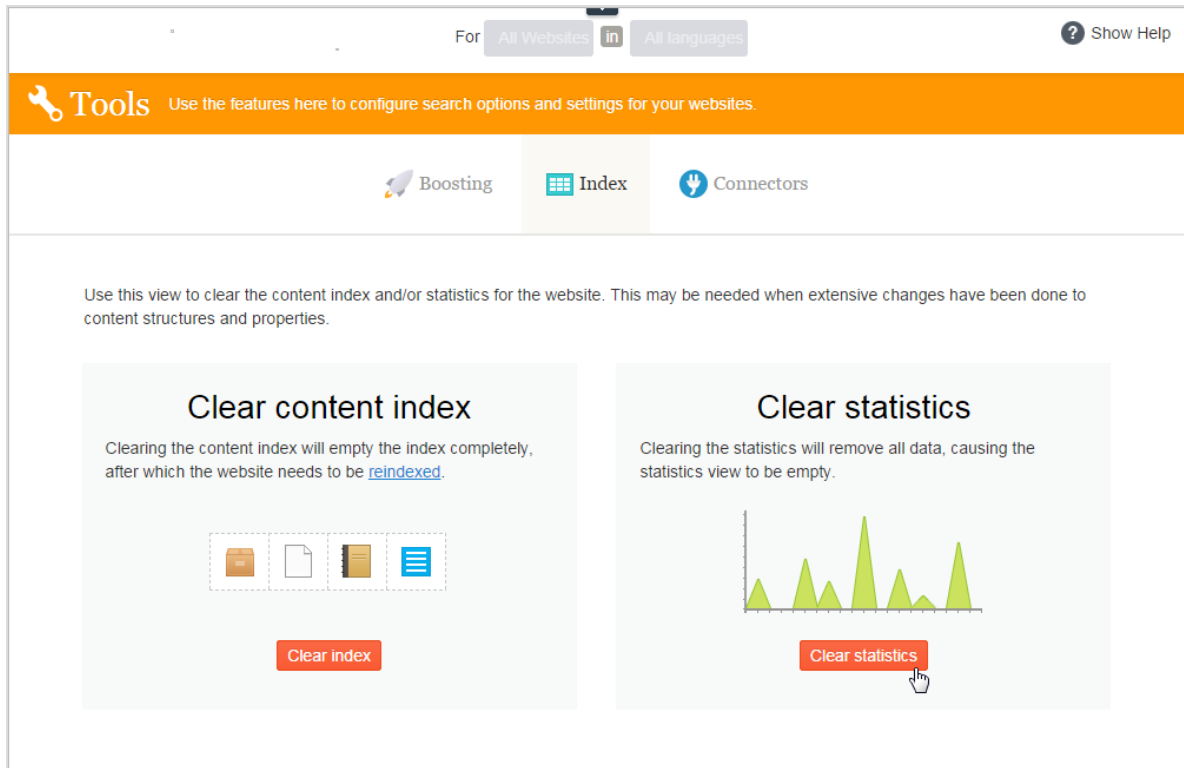 For All Websites in All languages
? Show Help
Tools Use the features here to configure search options and settings for your websites.
Boosting Index Connectors
Use this view to clear the content index and/or statistics for the website. This may be needed when extensive changes have been done to
content structures and properties.
Clear content index
Clearing the content index will empty the index completely,
after which the website needs to be reindexed.
Clear index
Clear statistics
Clearing the statistics will remove all data, causing the
statistics view to be empty.
Clear statistics